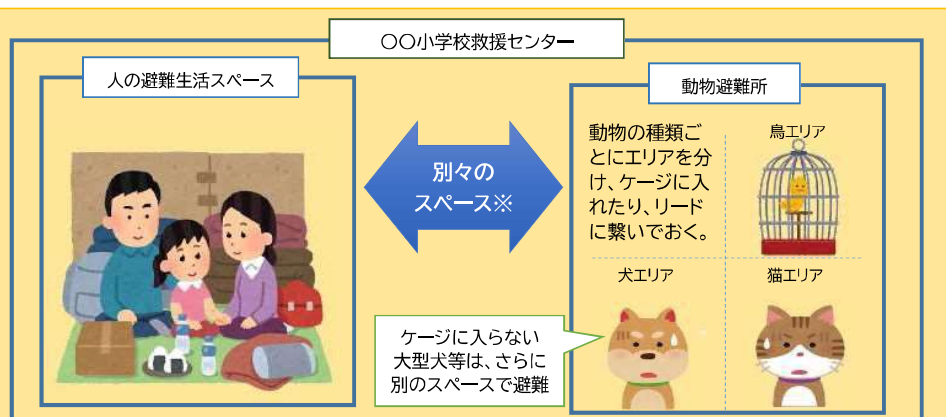 〇〇小学校救援センター
人の避難生活スペース
別々の
スペース※
動物避難所
動物の種類ご
とにエリアを分
け、ケージに入
れたり、リード
に繋いでおく。
鳥エリア
犬エリア
猫エリア
ケージに入らない
大型犬等は、さらに
別のスペースで避難